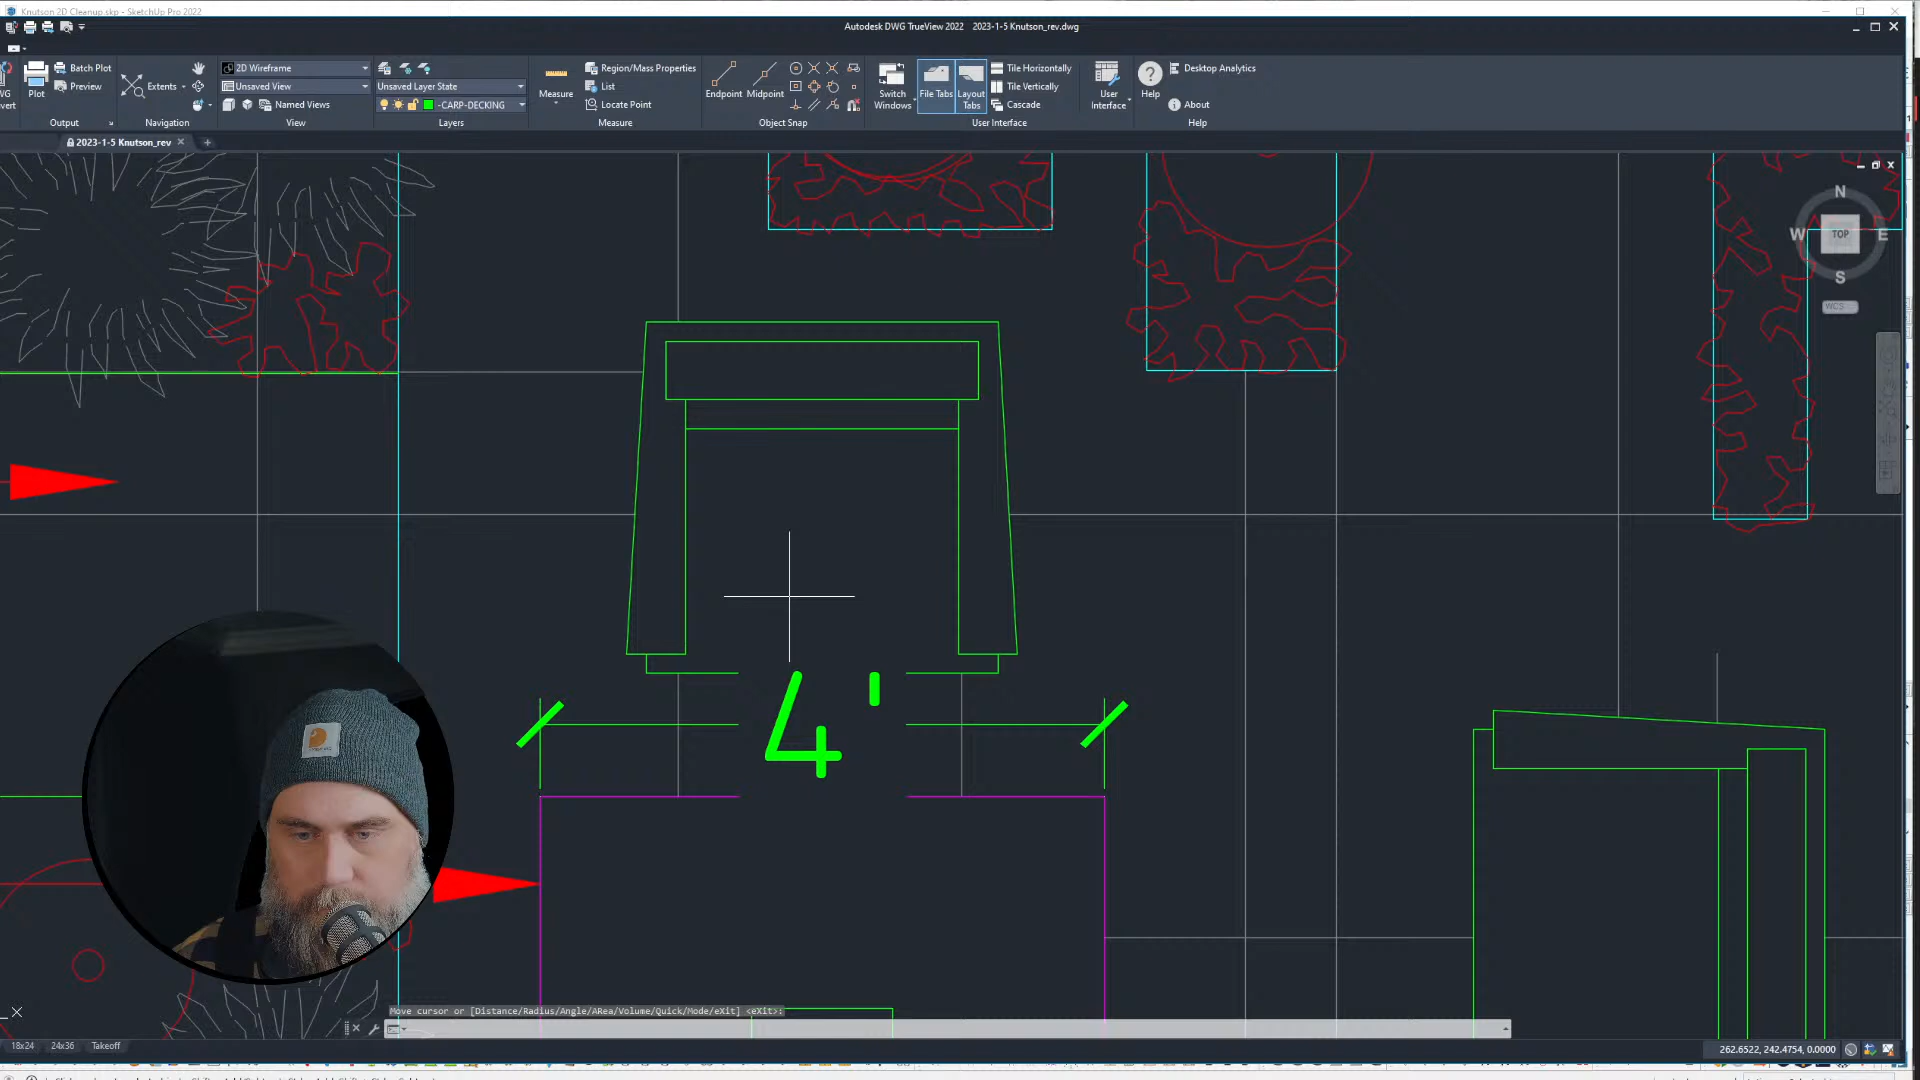 Knutson 2D Cleanup.skp - SketchUp Pro 2022
Autodesk DWG TrueView 2022 2023-1-5 Knutson_rev.dwg
Batch Plot
Preview
Plot
Output
Extents
Navigation
2D Wireframe
Unsaved View
Named Views
View
Unsaved Layer State
-CARP-DECKING
Layers
Measure
Region/Mass Properties
List
Locate Point
Measure
Endpoint
Midpoint
Object Snap
Switch
Windows
File Tabs
Layout
Tabs
Tile Horizontally
Tile Vertically
Cascade
User
Interface
User Interface
Help
Desktop Analytics
About
Help
2023-1-5 Knutson_rev
N
W
TOP
E
S
WCS
4'
Move cursor or [Distance/Radius/Angle/ARea/Volume/Quick/Mode/eXit] <eXit>:
18x24
24x36
Takeoff
262.6522, 242.4754, 0.0000